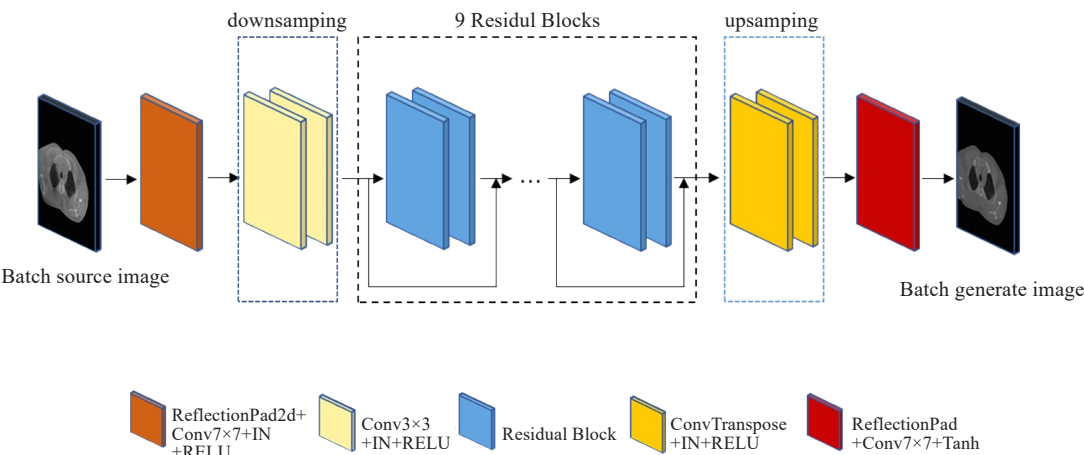 downsamping
9 Residul Blocks
upsamping
...
Batch source image
Batch generate image
ReflectionPad2d+
Conv7×7+IN
+RELU
Conv3×3
+IN+RELU
Residual Block
ConvTranspose
+IN+RELU
ReflectionPad
+Conv7×7+Tanh